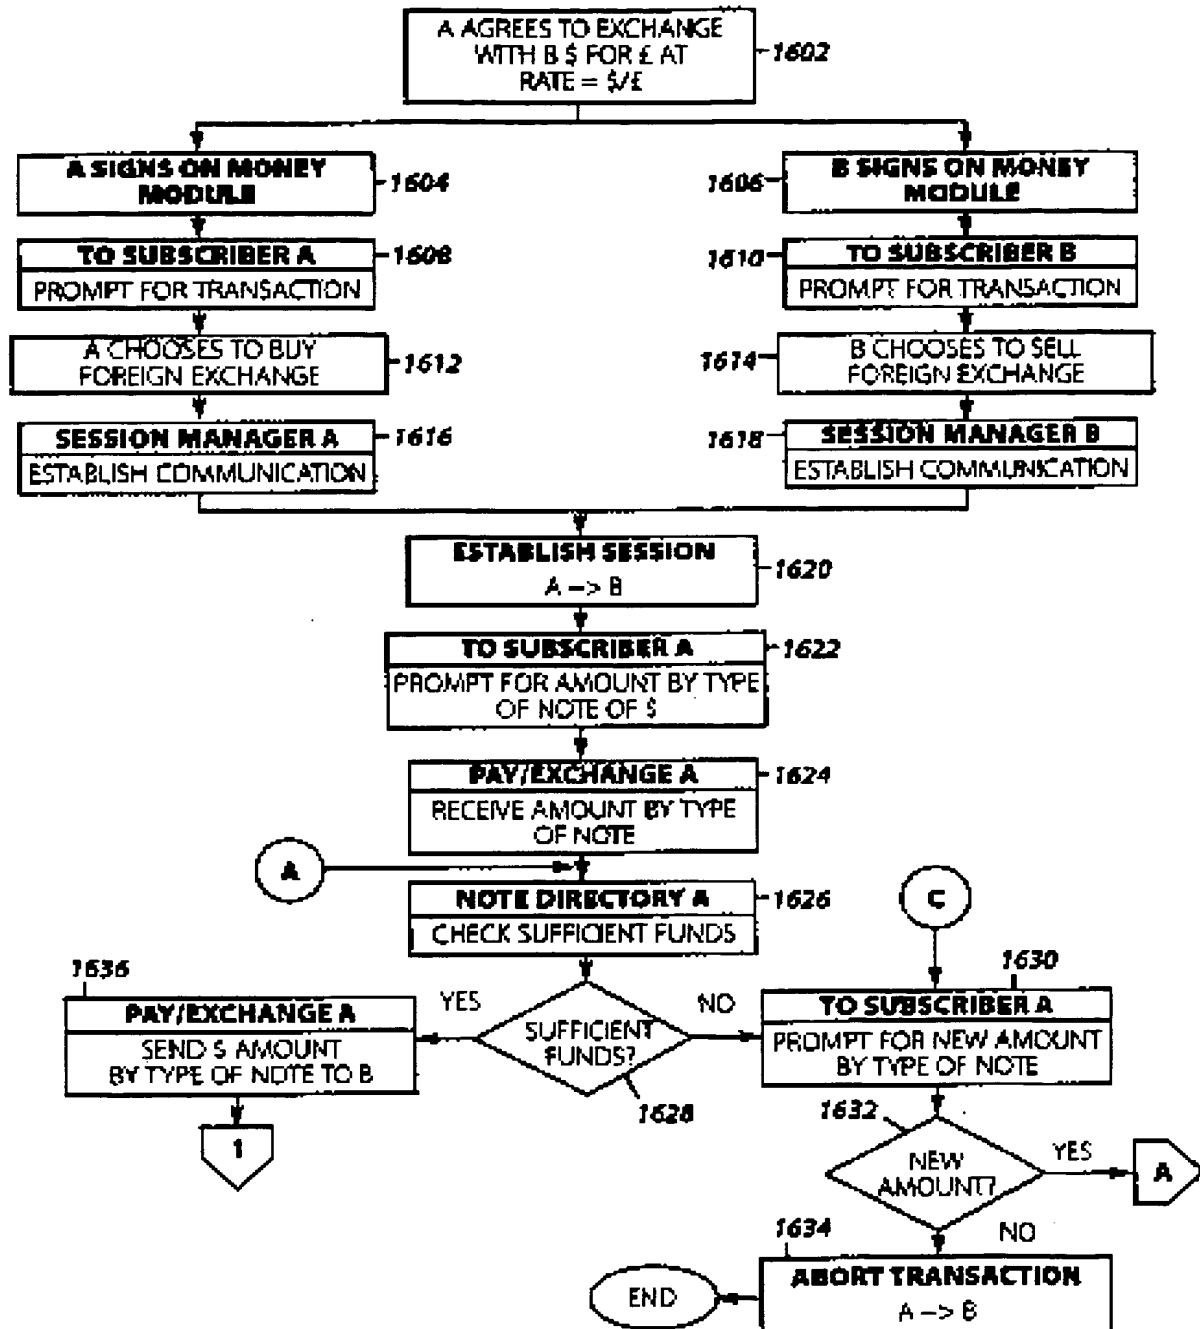 A AGREES TO EXCHANGE
WITH B $ FOR £ AT
RATE = $/£
1602
A SIGNS ON MONEY
MODULE
1604
1606
B SIGNS ON MONEY
MODULE
TO SUBSCRIBER A
1608
PROMPT FOR TRANSACTION
1610
TO SUBSCRIBER B
PROMPT FOR TRANSACTION
A CHOOSES TO BUY
FOREIGN EXCHANGE
1612
1614
B CHOOSES TO SELL
FOREIGN EXCHANGE
SESSION MANAGER A
1616
ESTABLISH COMMUNICATION
1618
SESSION MANAGER B
ESTABLISH COMMUNICATION
ESTABLISH SESSION
A -> B
1620
TO SUBSCRIBER A
1622
PROMPT FOR AMOUNT BY TYPE
OF NOTE OF $
PAY/EXCHANGE A
1624
RECEIVE AMOUNT BY TYPE
OF NOTE
A
NOTE DIRECTORY A
1626
CHECK SUFFICIENT FUNDS
C
1636
PAY/EXCHANGE A
SEND $ AMOUNT
BY TYPE OF NOTE TO B
YES
SUFFICIENT
FUNDS?
NO
1628
1630
TO SUBSCRIBER A
PROMPT FOR NEW AMOUNT
BY TYPE OF NOTE
1
1632
NEW
AMOUNT?
YES
A
NO
1634
ABORT TRANSACTION
A -> B
END